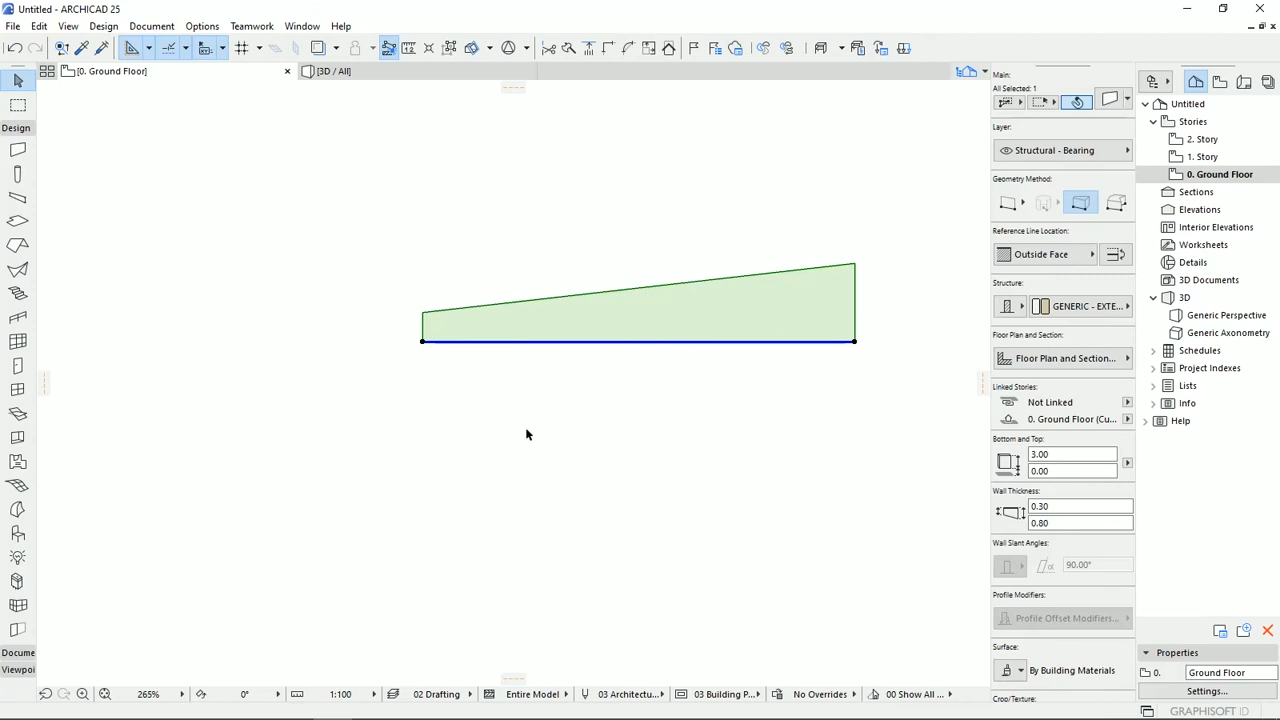 Untitled - ARCHICAD 25
File Edit View Design Document Options Teamwork Window Help
[0. Ground Floor]
[3D / All]
Design
Docume
Viewpoi
Main:
All Selected: 1
Layer:
Structural - Bearing
Geometry Method:
Reference Line Location:
Outside Face
Structure:
GENERIC - EXTE...
Floor Plan and Section:
Floor Plan and Section...
Linked Stories:
Not Linked
0. Ground Floor (Cu...
Bottom and Top:
3.00
0.00
Wall Thickness:
0.30
0.80
Wall Slant Angles:
α
90.00°
Profile Modifiers:
Profile Offset Modifiers...
Surface:
By Building Materials
Crop/Texture:
Untitled
Stories
2. Story
1. Story
0. Ground Floor
Sections
Elevations
Interior Elevations
Worksheets
Details
3D Documents
3D
Generic Perspective
Generic Axonometry
Schedules
Project Indexes
Lists
Info
Help
Properties
0.
Ground Floor
Settings...
265%
0°
1:100
02 Drafting
Entire Model
03 Architectu...
03 Building P...
No Overrides
00 Show All ...
GRAPHISOFT ID